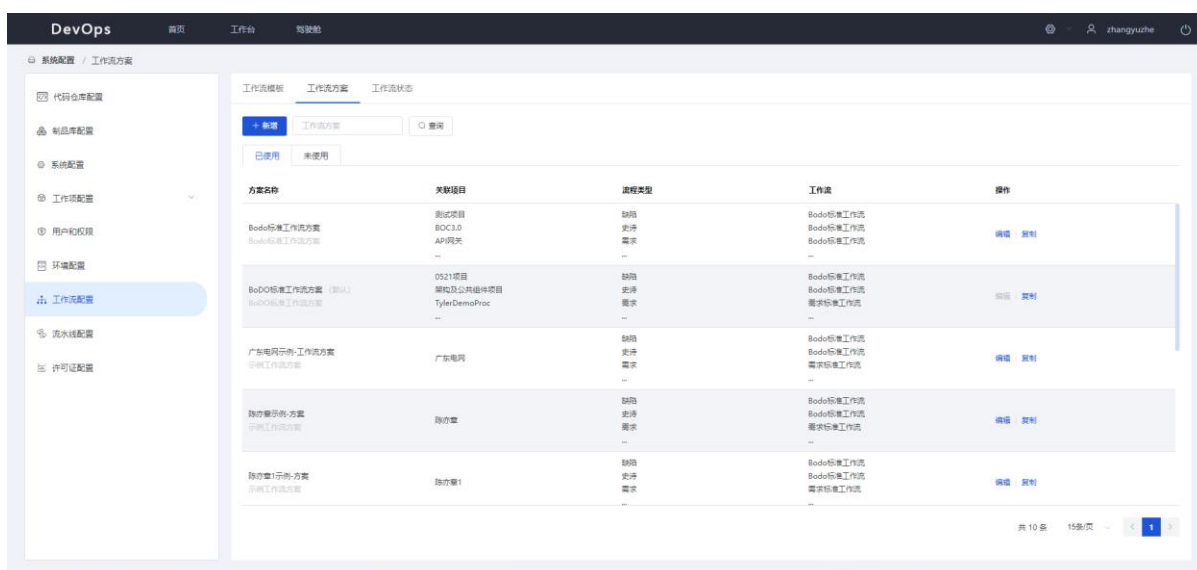 DevOps 首页 工作台 驾驶舱 zhangyuzhe
系统配置 / 工作流方案
代码仓库配置
制品库配置
系统配置
工作项配置
用户和权限
环境配置
工作流配置
流水线配置
许可证配置
工作流模板 工作流方案 工作流状态
+ 新增 工作流方案 查询
已使用 未使用
方案名称 关联项目 流程类型 工作流 操作
测试项目 缺陷 Bodo标准工作流
Bodo标准工作流方案 BOC3.0 史诗 Bodo标准工作流 编辑 复制
Bodo标准工作流方案 API网关 需求 Bodo标准工作流
... ... ...
0521项目 缺陷 Bodo标准工作流
BoDO标准工作流方案 (默认) 架构及公共组件项目 史诗 Bodo标准工作流 编辑 复制
BoDO标准工作流方案 TylerDemoProc 需求 需求标准工作流
... ... ...
缺陷 Bodo标准工作流
广东电网示例-工作流方案 广东电网 史诗 Bodo标准工作流 编辑 复制
示例工作流方案 需求 需求标准工作流
... ...
缺陷 Bodo标准工作流
陈亦章示例-方案 陈亦章 史诗 Bodo标准工作流 编辑 复制
示例工作流方案 需求 需求标准工作流
... ...
缺陷 Bodo标准工作流
陈亦章1示例-方案 陈亦章1 史诗 Bodo标准工作流 编辑 复制
示例工作流方案 需求 需求标准工作流
... ...
共 10 条 15条/页 < 1 >